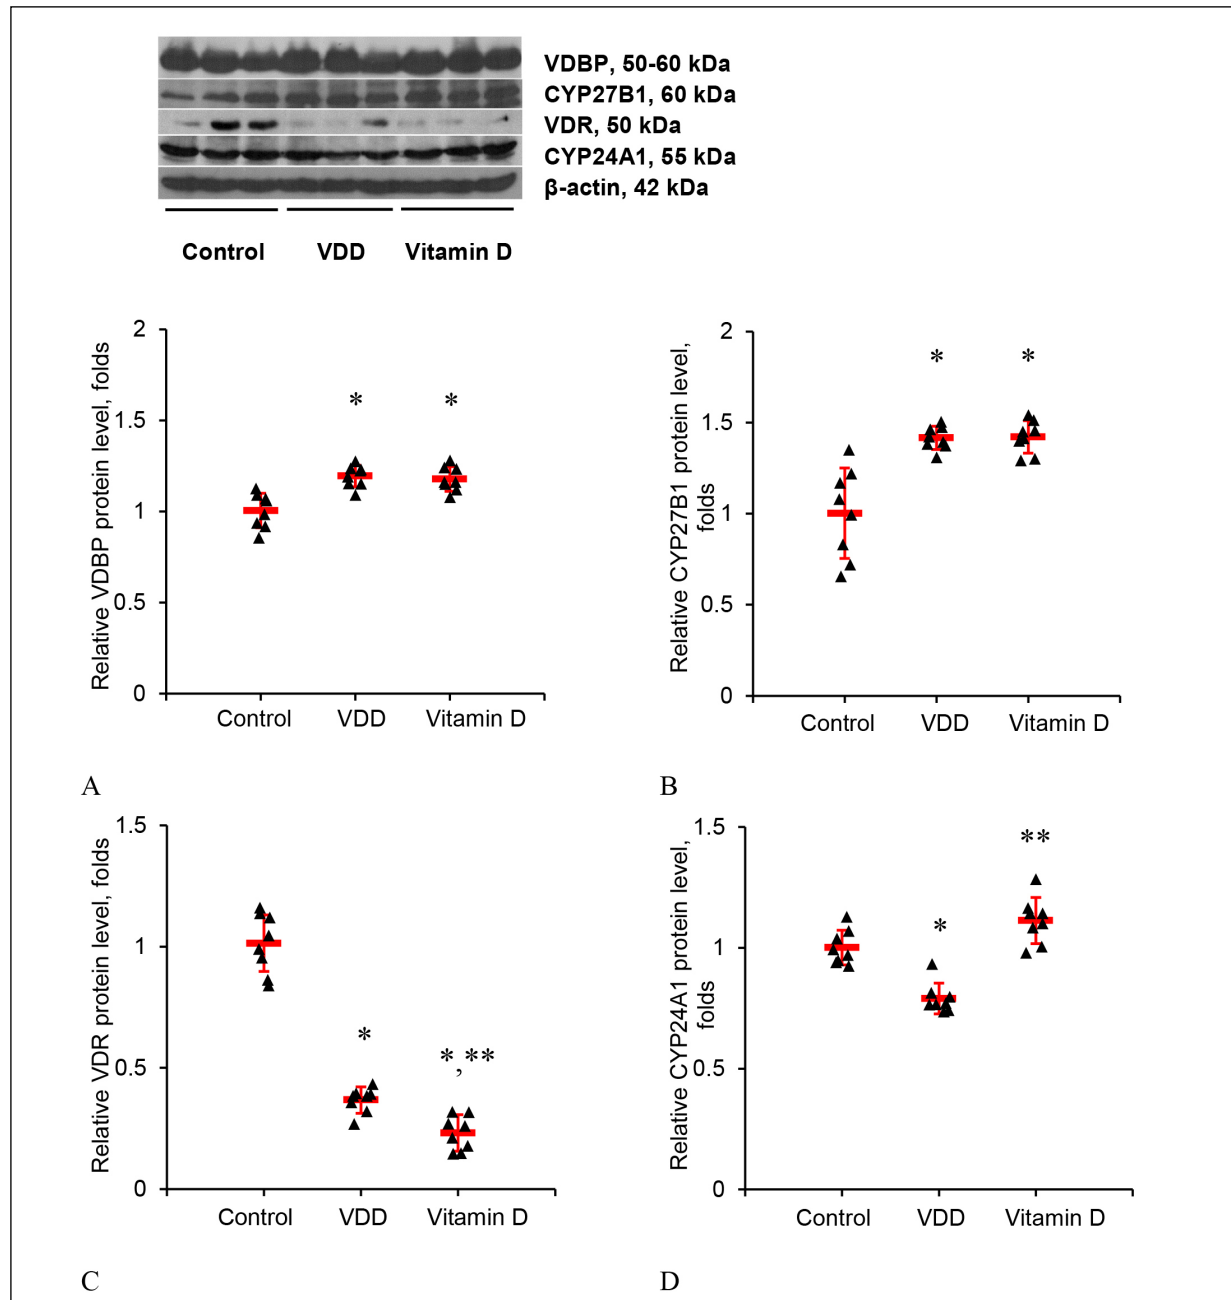 VDBP, 50-60 kDa
CYP27B1, 60 kDa
VDR, 50 kDa
CYP24A1, 55 kDa
β-actin, 42 kDa
Control VDD Vitamin D
Relative VDBP protein level, folds
2
1.5
1
0.5
0
* *
Control VDD Vitamin D
A
Relative CYP27B1 protein level,
folds
2
1.5
1
0.5
0
* *
Control VDD Vitamin D
B
Relative VDR protein level, folds
1.5
1
0.5
0
* *,**
Control VDD Vitamin D
C
Relative CYP24A1 protein level,
folds
1.5
1
0.5
0
* **
Control VDD Vitamin D
D